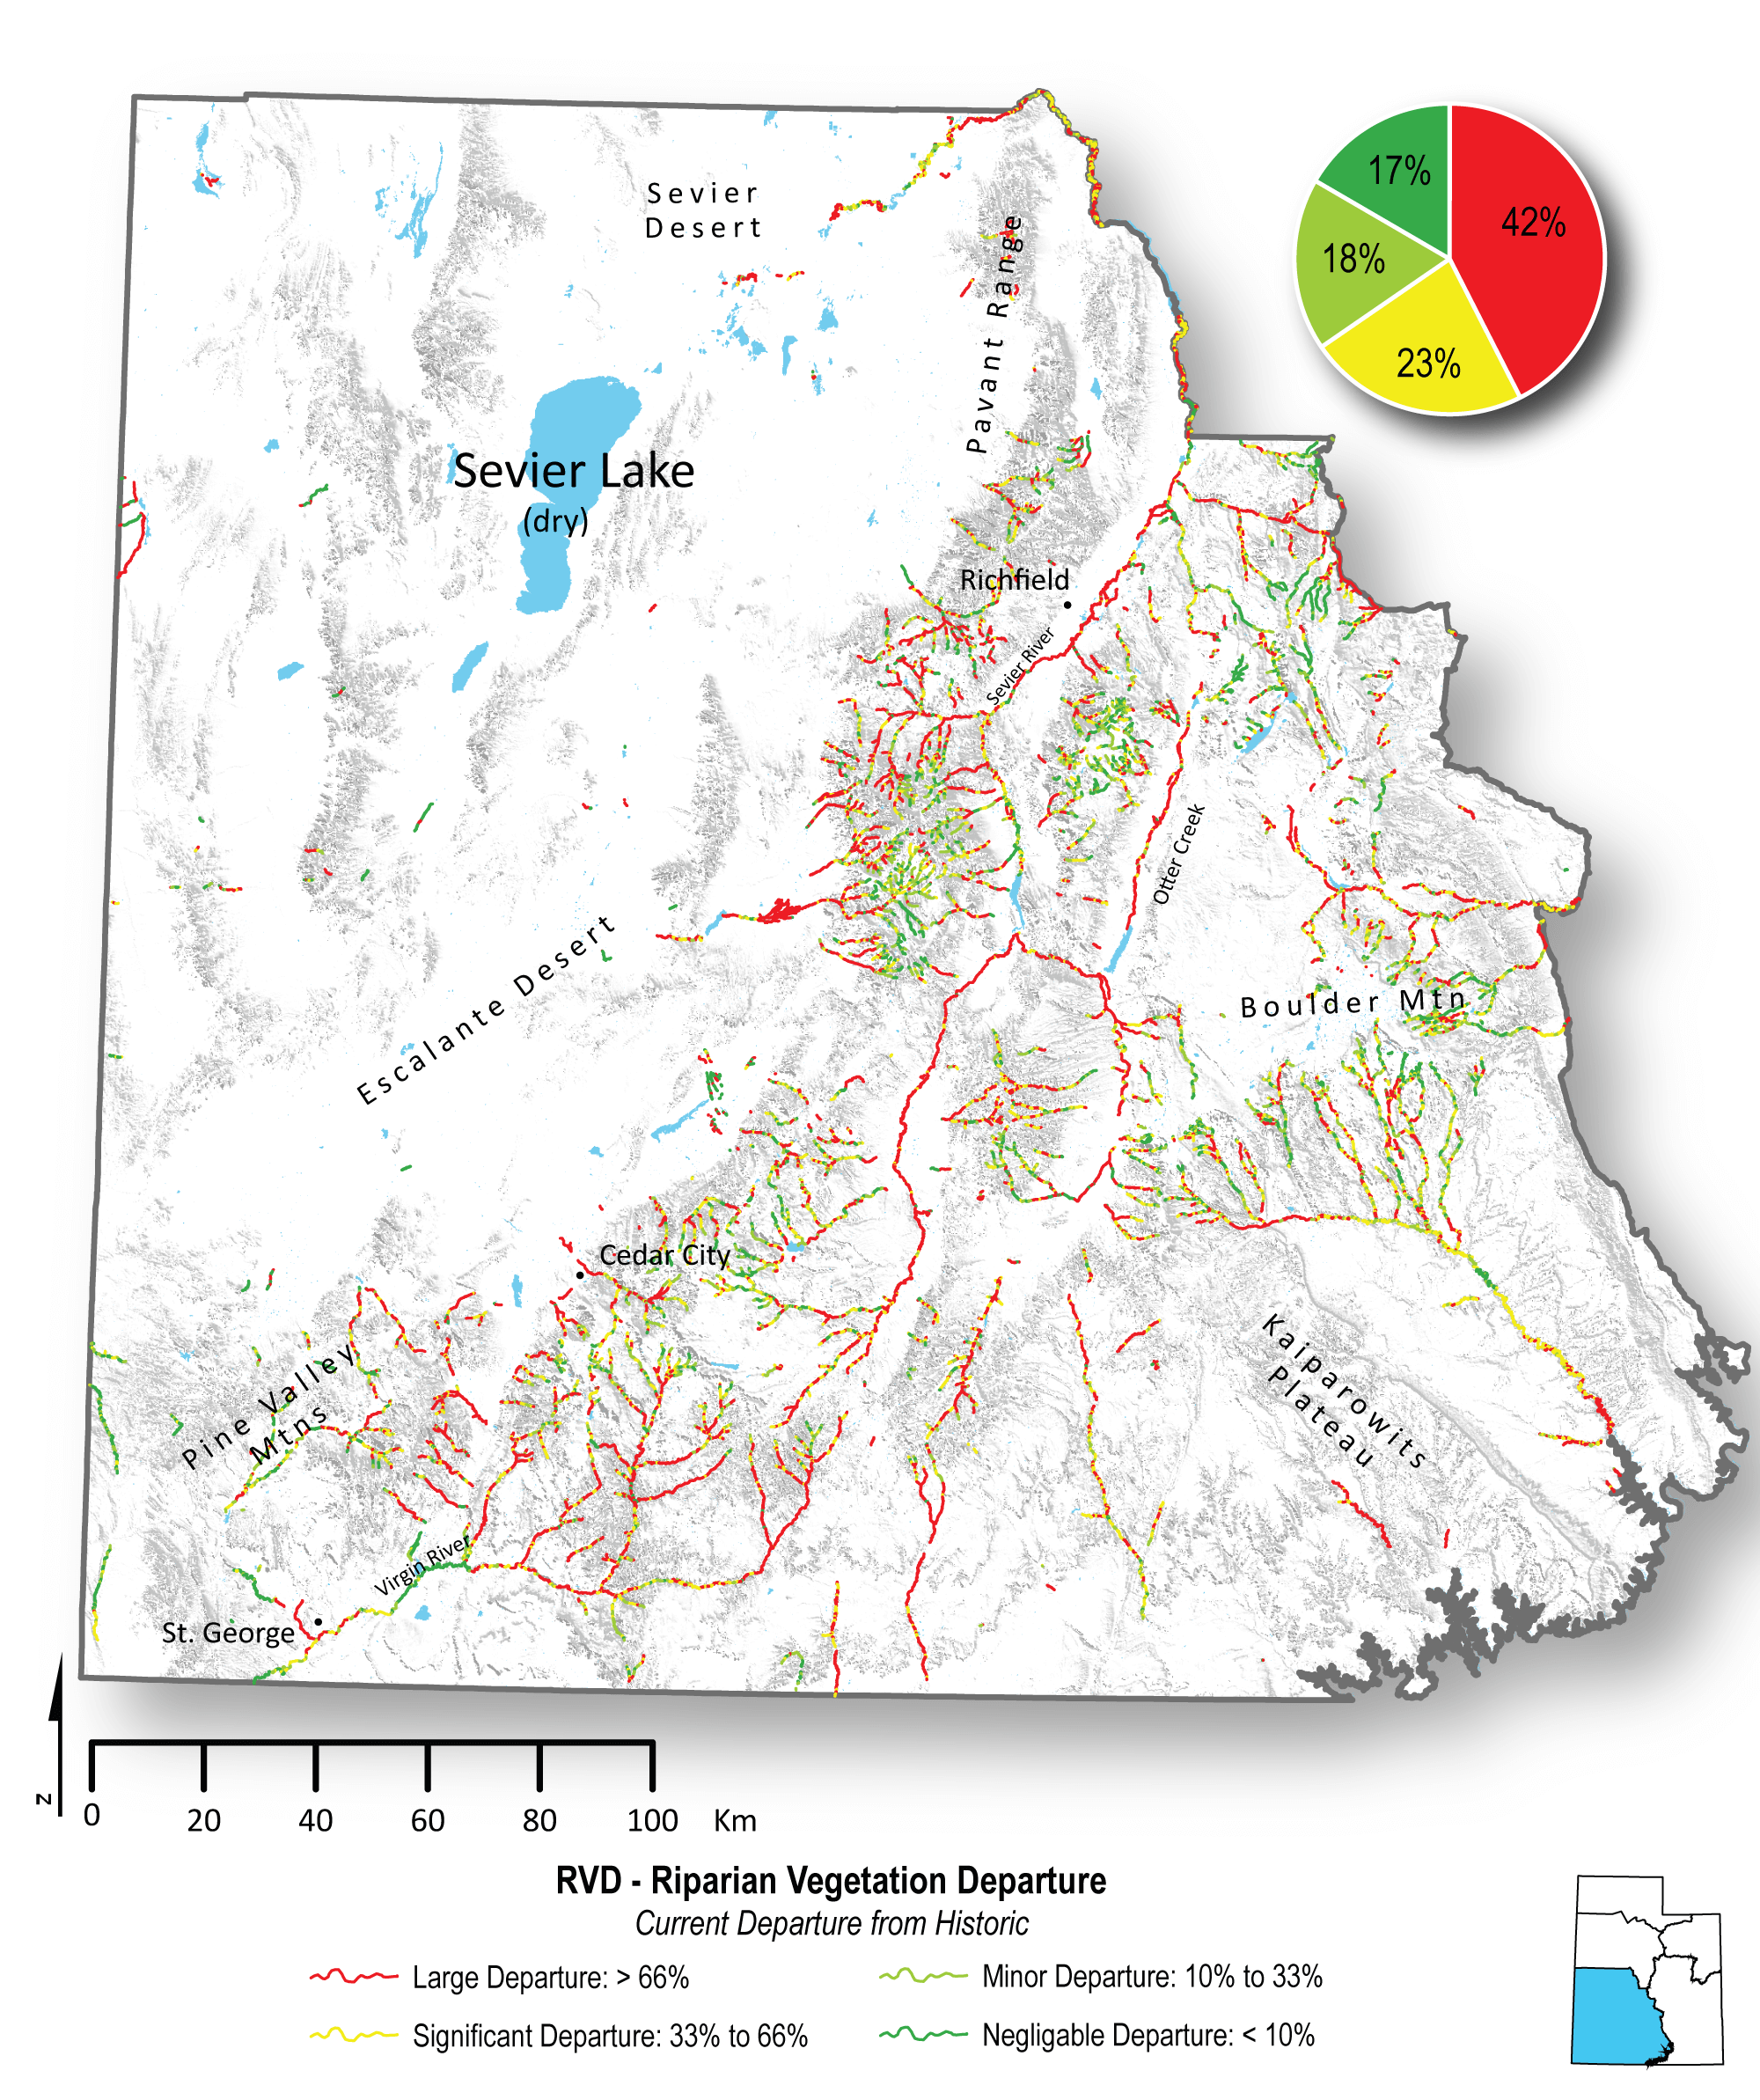 17%
42%
18%
23%
Sevier
Desert
Pavant Range
Sevier Lake
(dry)
Richfield
Sevier River
Otter Creek
Escalante Desert
Boulder Mtn
Cedar City
Kaiparowits
Plateau
Pine Valley
Mtns
Virgin River
St. George
N
0
20
40
60
80
100
Km
RVD - Riparian Vegetation Departure
Current Departure from Historic
Large Departure: > 66%
Minor Departure: 10% to 33%
Significant Departure: 33% to 66%
Negligable Departure: < 10%